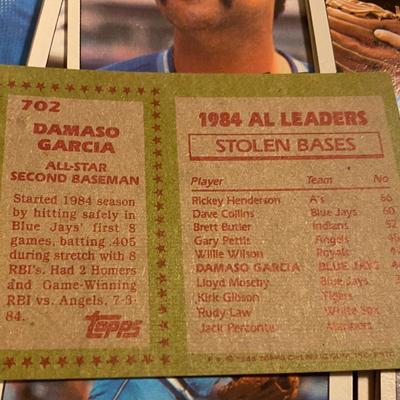 702
DAMASO
GARCIA
ALL-STAR
SECOND BASEMAN
Started 1984 season
by hitting safely in
Blue Jays' first 8
games, batting .405
during stretch with 8
RBI's. Had 2 Homers
and Game-Winning
RBI vs. Angels, 7-3-
84.
Topps
1984 AL LEADERS
STOLEN BASES
Player Team No
Rickey Henderson A's 66
Dave Collins Blue Jays 60
Brett Butler Indians 52
Gary Pettis Angels
Willie Wilson Royals
DAMASO GARCIA BLUE JAYS
Lloyd Moseby Blue Jays
Kirk Gibson Tigers
Rudy Law White Sox
Jack Perconte Mariners